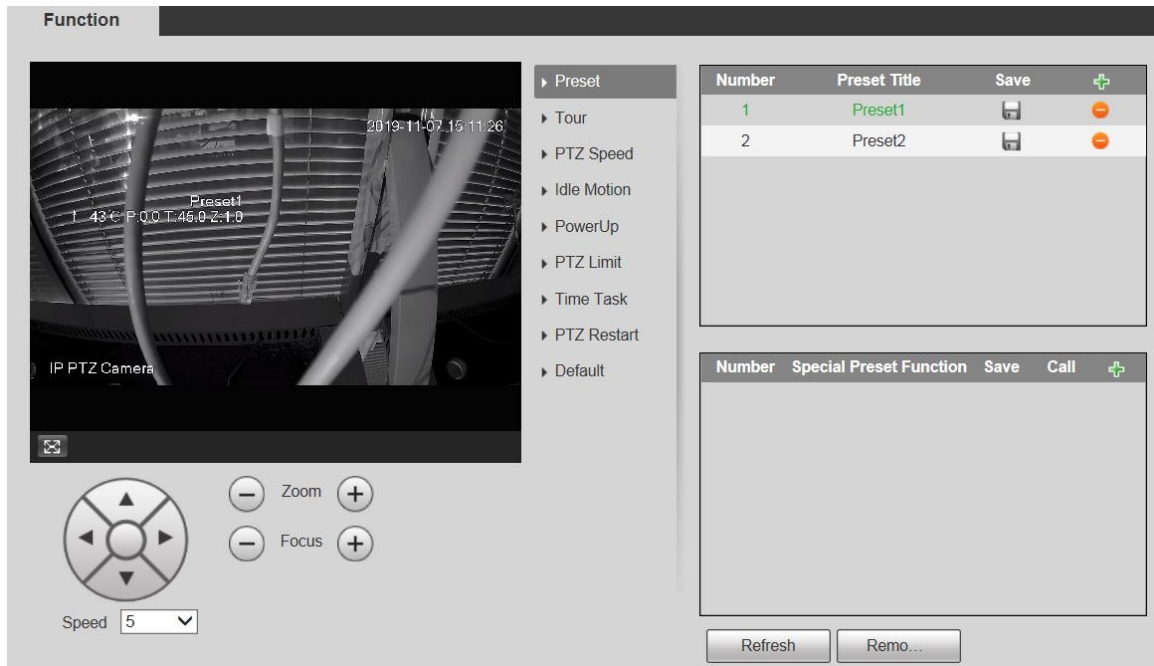 Function
2019-11-07 15:11:26
Preset1
↑ 43℃ P:0.0 T:45.0 Z:1.0
IP PTZ Camera
Zoom
Focus
Speed 5
Preset
Tour
PTZ Speed
Idle Motion
PowerUp
PTZ Limit
Time Task
PTZ Restart
Default
Number Preset Title Save
1 Preset1
2 Preset2
Number Special Preset Function Save Call
Refresh Remo...